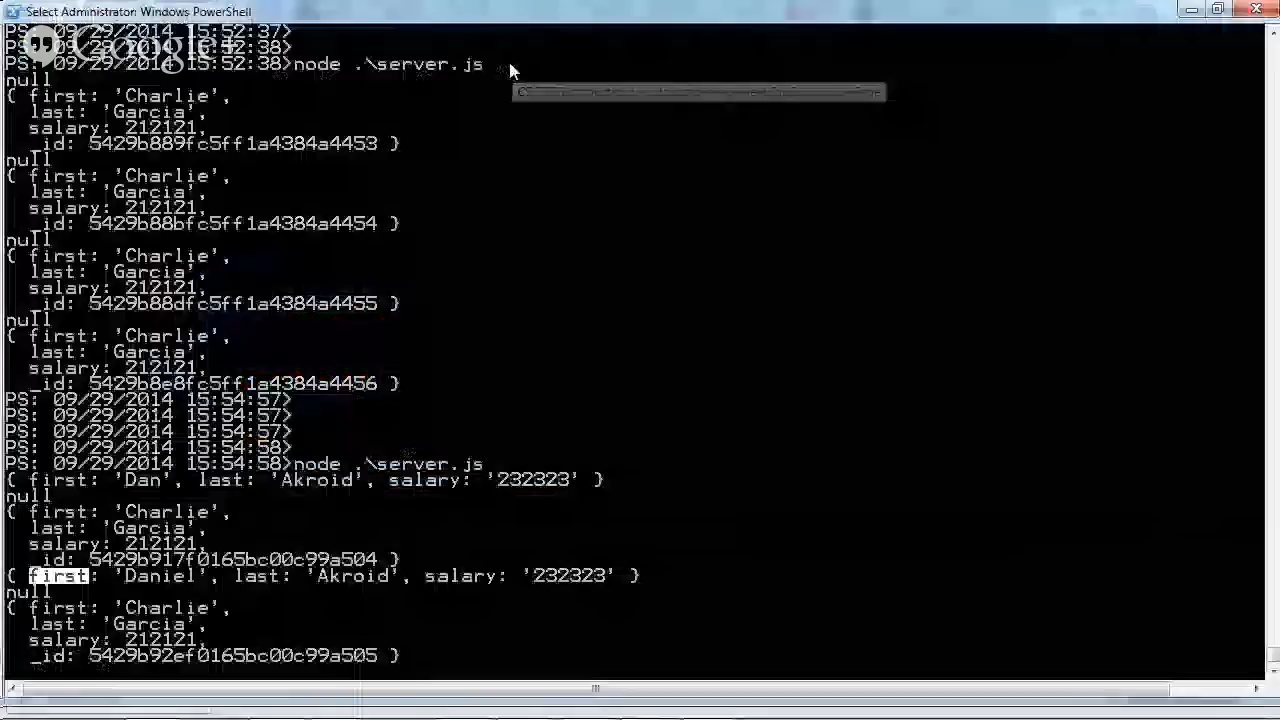 Select Administrator: Windows PowerShell
PS: 09/29/2014 15:52:37>
PS: 09/29/2014 15:52:38>
Google+
PS: 09/29/2014 15:52:38>node .\server.js
null
{ first: 'Charlie',
last: 'Garcia',
salary: 212121,
_id: 5429b889fc5ff1a4384a4453 }
null
{ first: 'Charlie',
last: 'Garcia',
salary: 212121,
_id: 5429b88bfc5ff1a4384a4454 }
null
{ first: 'Charlie',
last: 'Garcia',
salary: 212121,
_id: 5429b88dfc5ff1a4384a4455 }
null
{ first: 'Charlie',
last: 'Garcia',
salary: 212121,
_id: 5429b8e8fc5ff1a4384a4456 }
PS: 09/29/2014 15:54:57>
PS: 09/29/2014 15:54:57>
PS: 09/29/2014 15:54:57>
PS: 09/29/2014 15:54:58>
PS: 09/29/2014 15:54:58>node .\server.js
{ first: 'Dan', last: 'Akroid', salary: '232323' }
null
{ first: 'Charlie',
last: 'Garcia',
salary: 212121,
_id: 5429b917f0165bc00c99a504 }
{ first: 'Daniel', last: 'Akroid', salary: '232323' }
null
{ first: 'Charlie',
last: 'Garcia',
salary: 212121,
_id: 5429b92ef0165bc00c99a505 }